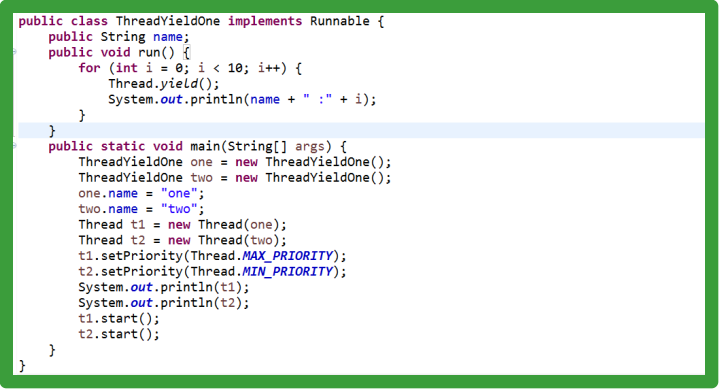 public class ThreadYieldOne implements Runnable {
    public String name;
    public void run() {
        for (int i = 0; i < 10; i++) {
            Thread.yield();
            System.out.println(name + " :" + i);
        }
    }
    public static void main(String[] args) {
        ThreadYieldOne one = new ThreadYieldOne();
        ThreadYieldOne two = new ThreadYieldOne();
        one.name = "one";
        two.name = "two";
        Thread t1 = new Thread(one);
        Thread t2 = new Thread(two);
        t1.setPriority(Thread.MAX_PRIORITY);
        t2.setPriority(Thread.MIN_PRIORITY);
        System.out.println(t1);
        System.out.println(t2);
        t1.start();
        t2.start();
    }
}